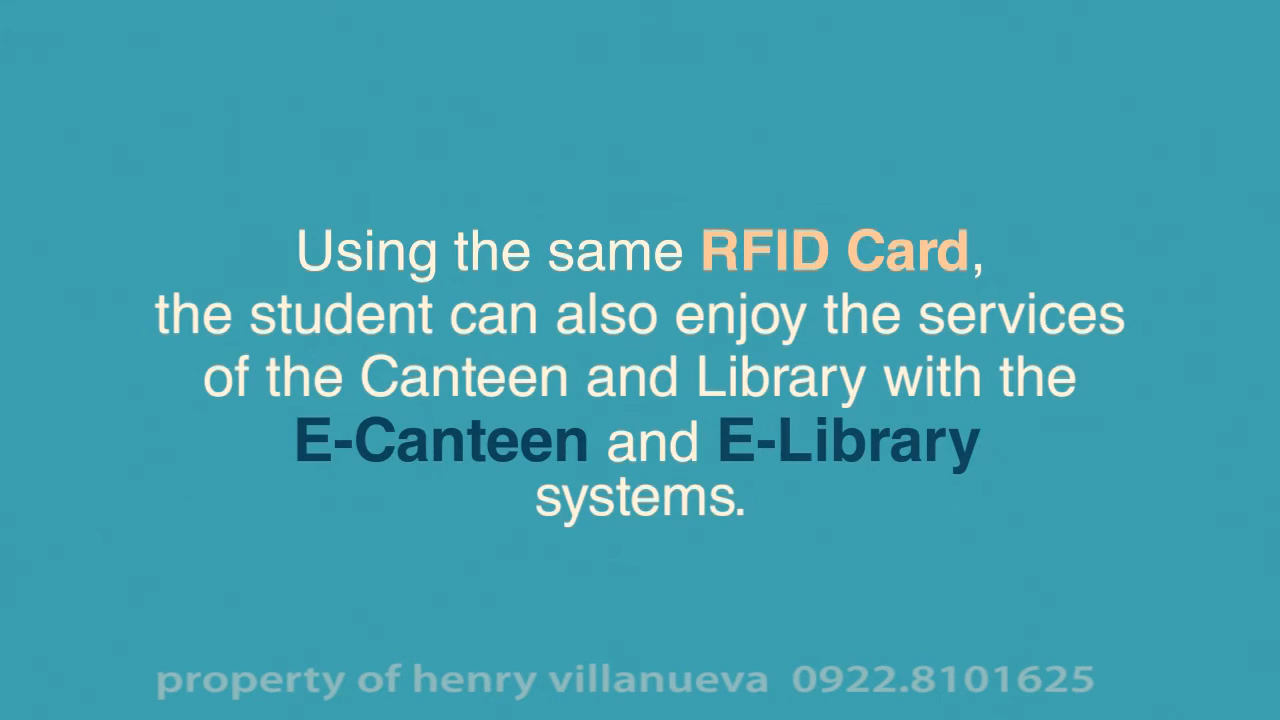 Using the same RFID Card,
the student can also enjoy the services
of the Canteen and Library with the
E-Canteen and E-Library
systems.
property of henry villanueva 0922.8101625